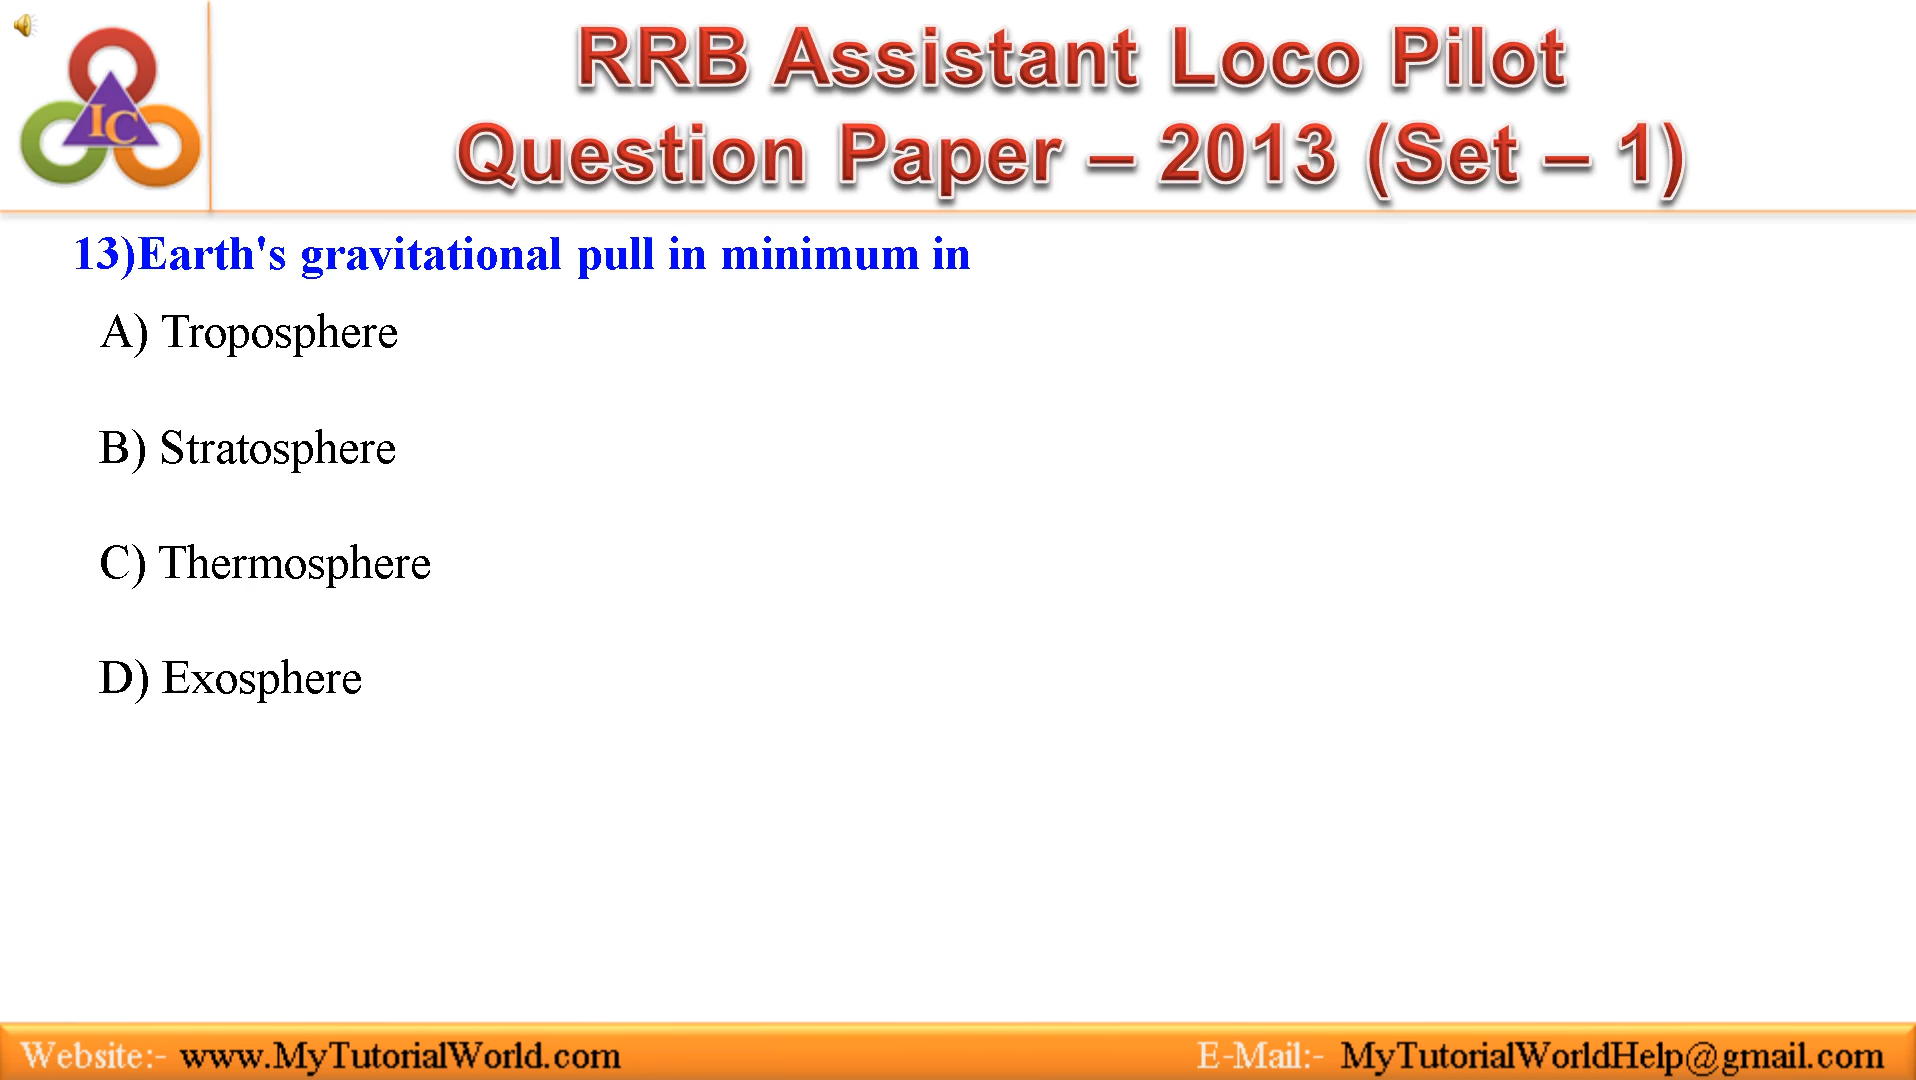 IC
RRB Assistant Loco Pilot
Question Paper – 2013 (Set – 1)
13)Earth's gravitational pull in minimum in
A) Troposphere
B) Stratosphere
C) Thermosphere
D) Exosphere
Website:- www.MyTutorialWorld.com E-Mail:- MyTutorialWorldHelp@gmail.com